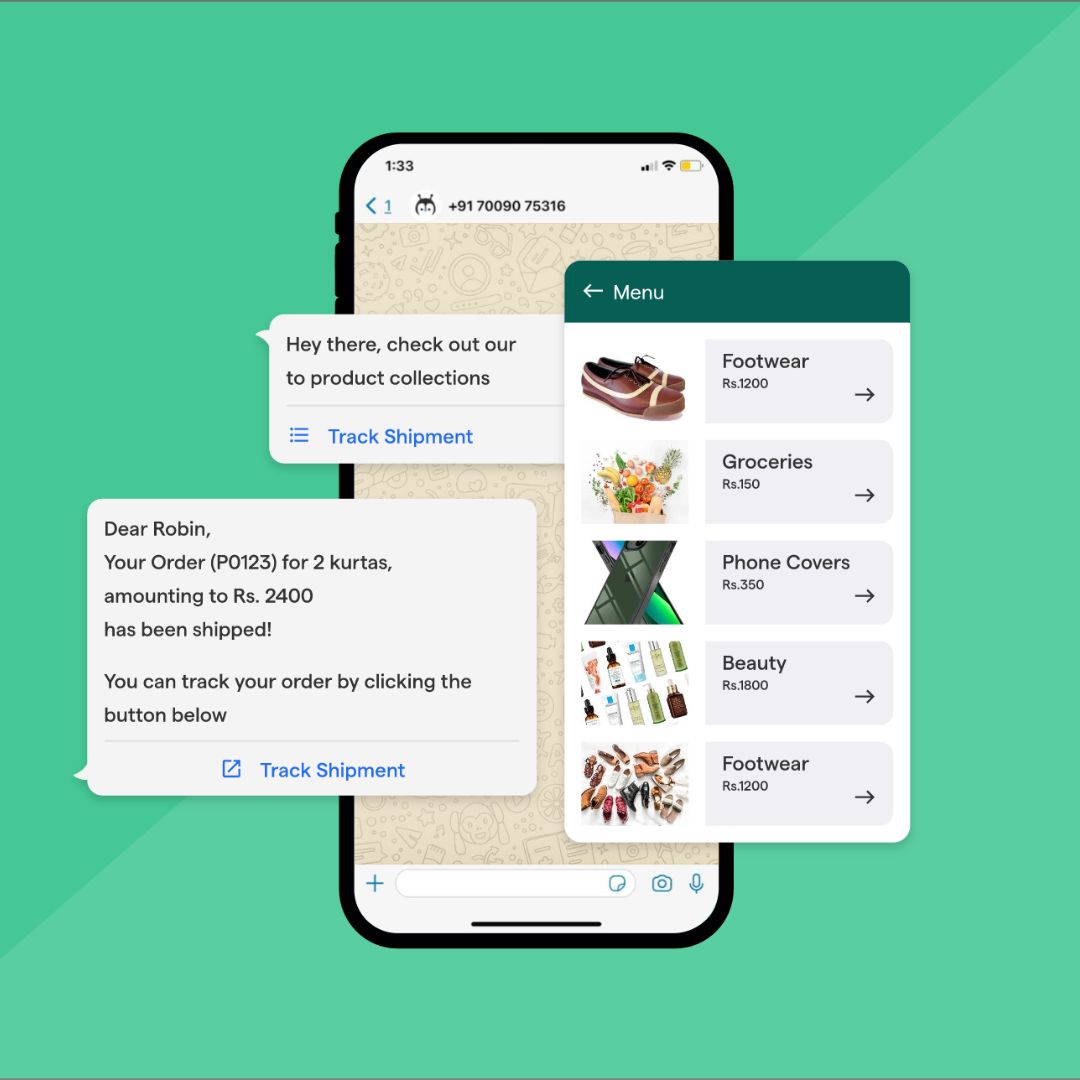 1:33
1
+91 70090 75316
Hey there, check out our
to product collections
Track Shipment
Dear Robin,
Your Order (P0123) for 2 kurtas,
amounting to Rs. 2400
has been shipped!
You can track your order by clicking the
button below
Track Shipment
Menu
Footwear
Rs.1200
Groceries
Rs.150
Phone Covers
Rs.350
Beauty
Rs.1800
Footwear
Rs.1200